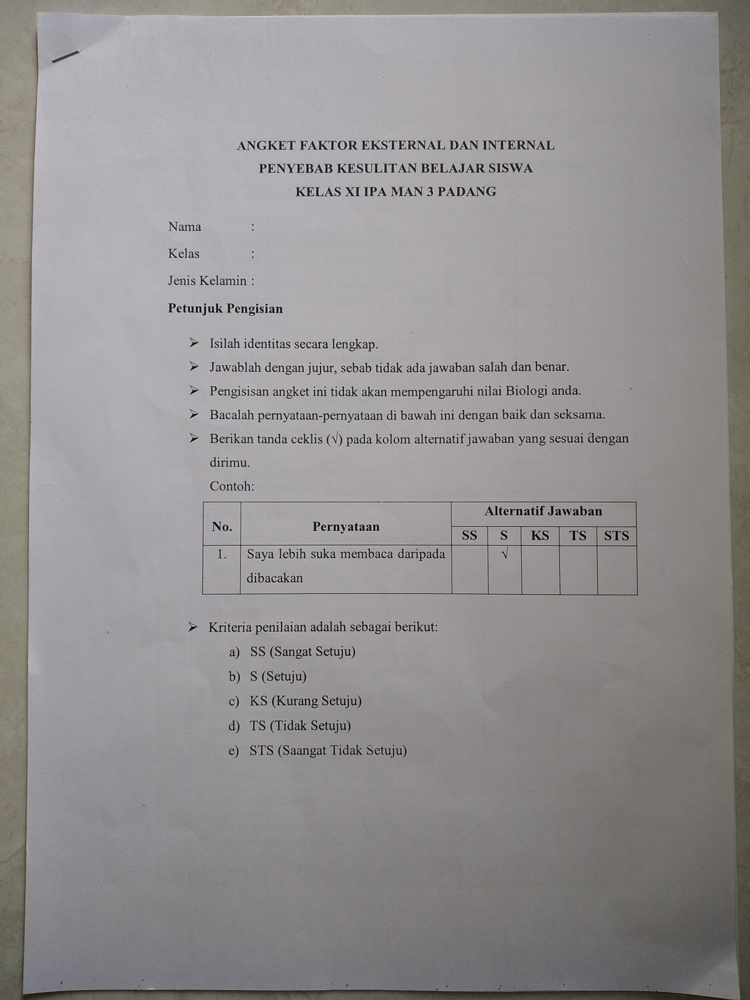 ANGKET FAKTOR EKSTERNAL DAN INTERNAL
PENYEBAB KESULITAN BELAJAR SISWA
KELAS XI IPA MAN 3 PADANG
Nama :
Kelas :
Jenis Kelamin :
Petunjuk Pengisian
➢ Isilah identitas secara lengkap.
➢ Jawablah dengan jujur, sebab tidak ada jawaban salah dan benar.
➢ Pengisisan angket ini tidak akan mempengaruhi nilai Biologi anda.
➢ Bacalah pernyataan-pernyataan di bawah ini dengan baik dan seksama.
➢ Berikan tanda ceklis (√) pada kolom alternatif jawaban yang sesuai dengan
dirimu.
Contoh:
No. Pernyataan Alternatif Jawaban
SS S KS TS STS
1. Saya lebih suka membaca daripada √
dibacakan
➢ Kriteria penilaian adalah sebagai berikut:
a) SS (Sangat Setuju)
b) S (Setuju)
c) KS (Kurang Setuju)
d) TS (Tidak Setuju)
e) STS (Saangat Tidak Setuju)